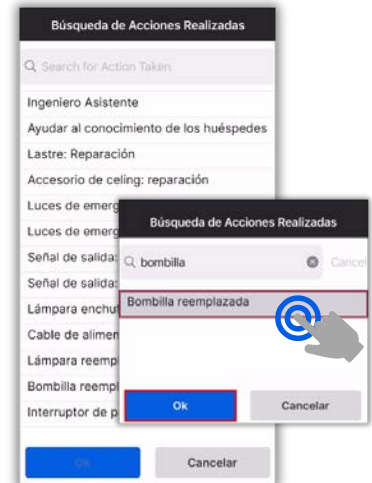 Búsqueda de Acciones Realizadas
Search for Action Taken
Ingeniero Asistente
Ayudar al conocimiento de los huéspedes
Lastre: Reparación
Accesorio de celing: reparación
Luces de emerg
Luces de emerg
Señal de salida:
Señal de salida:
Lámpara enchu
Cable de alimen
Lámpara reemp
Bombilla reempl
Interruptor de p
Ok
Cancelar
Búsqueda de Acciones Realizadas
bombilla
Cancel
Bombilla reemplazada
Ok
Cancelar